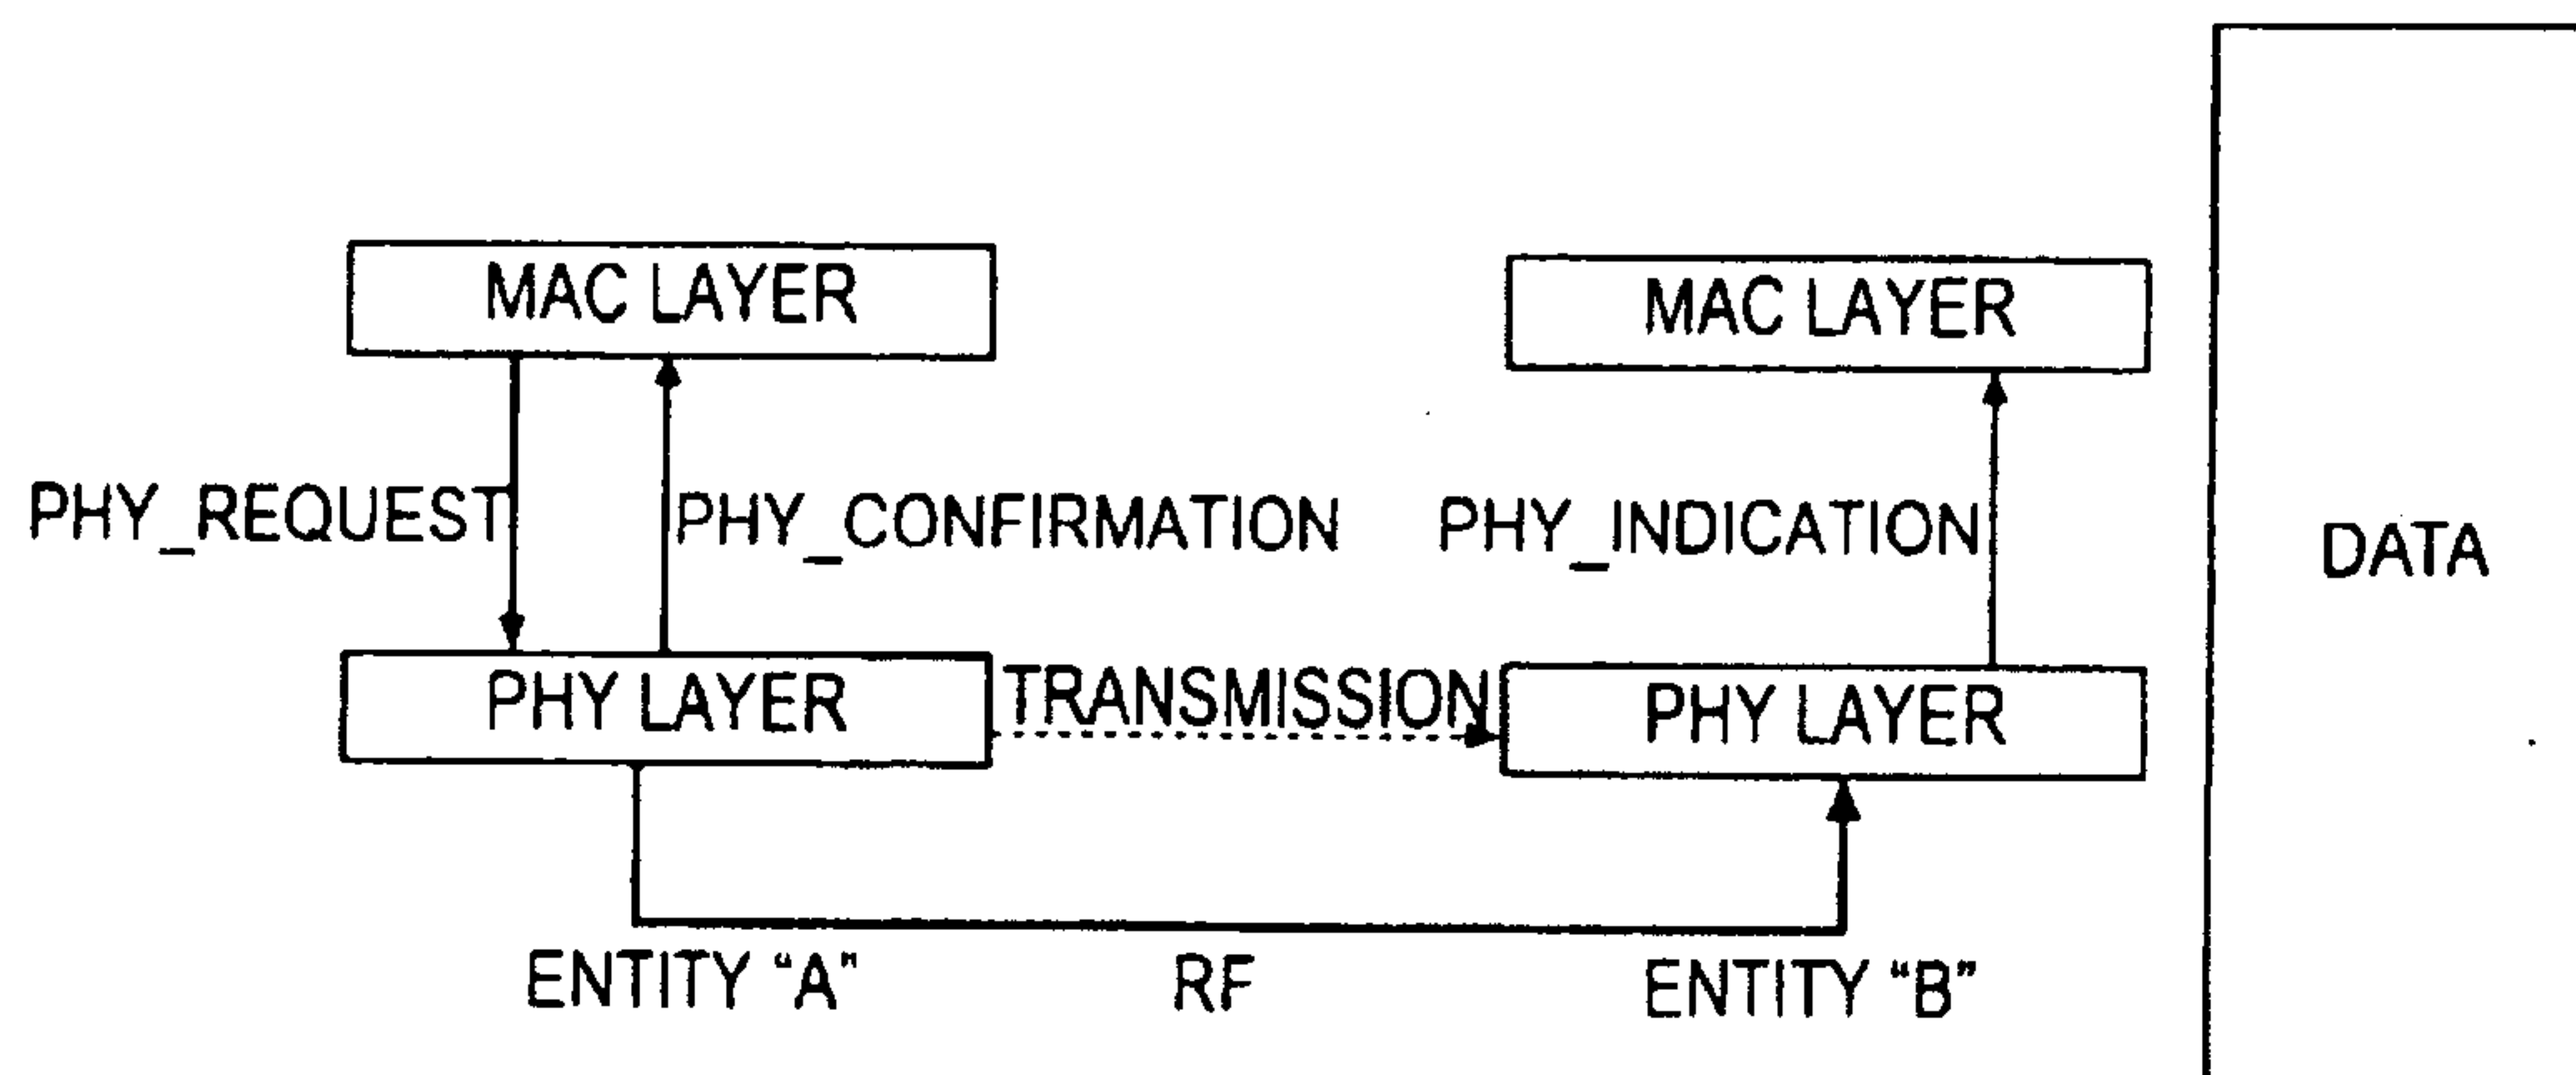 MAC LAYER
MAC LAYER
PHY_REQUEST
PHY_CONFIRMATION
PHY_INDICATION
DATA
PHY LAYER
TRANSMISSION
PHY LAYER
ENTITY “A”
RF
ENTITY “B”